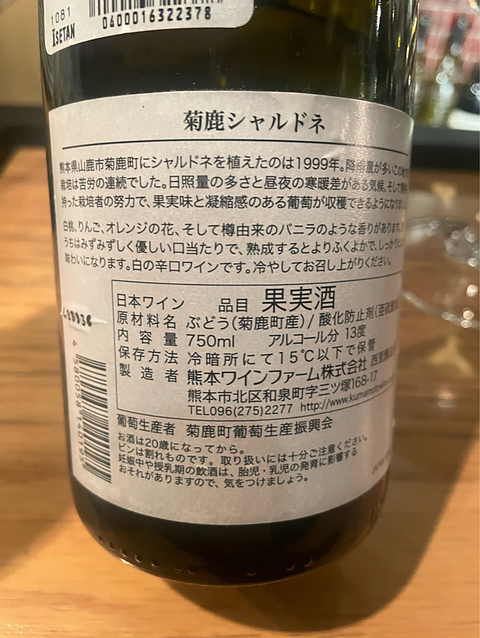 1081
ISETAN
0400016322378
菊鹿シャルドネ
熊本県山鹿市菊鹿町にシャルドネを植えたのは1999年。降雨量が多いこの
栽培は苦労の連続でした。日照量の多さと昼夜の寒暖差がある気候、そして
持った栽培者の努力で、果実味と凝縮感のある葡萄が収穫できるようになりま
白桃、りんご、オレンジの花、そして樽由来のバニラのような香りがあります。
うちはみずみずしく優しい口当たりで、熟成するとよりふくよかで、しっかりと
味わいになります。白の辛口ワインです。冷やしてお召し上がりください。
日本ワイン 品目 果実酒
原材料名 ぶどう(菊鹿町産)/酸化防止剤
内容量 750ml アルコール分 13度
保存方法 冷暗所にて15℃以下で保管
製造者 熊本ワインファーム株式会社
熊本市北区和泉町字三ツ塚168-17
TEL096(275)2277 http://www.kumamoto
葡萄生産者 菊鹿町葡萄生産振興会
お酒は20歳になってから。
ビンは割れものです。取り扱いには十分ご注意ください。
妊娠中や授乳期の飲酒は、胎児・乳児の発育に影響する
おそれがありますので、気をつけましょう。